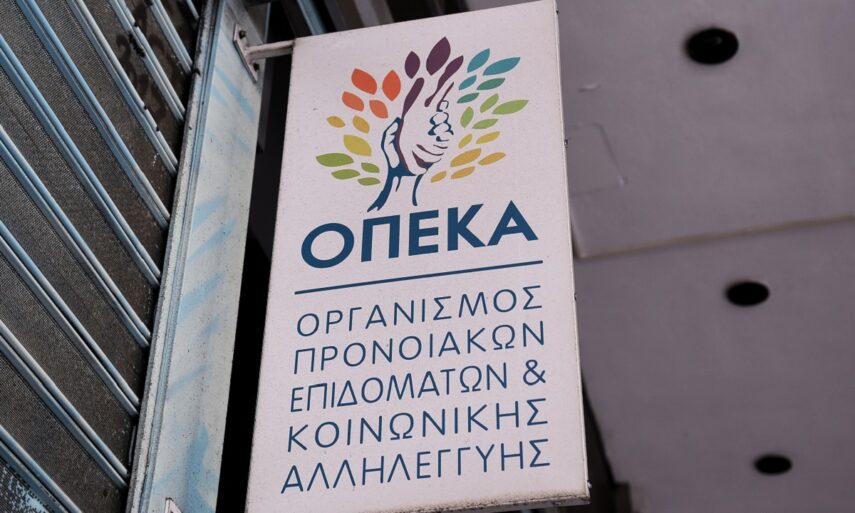 ΟΠΕΚΑ
ΟΡΓΑΝΙΣΜΟΣ
ΠΡΟΝΟΙΑΚΩΝ
ΕΠΙΔΟΜΑΤΩΝ &
ΚΟΙΝΩΝΙΚΗΣ
ΑΛΛΗΛΕΓΓΥΗΣ